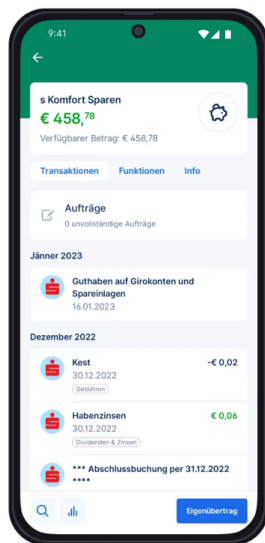 9:41
s Komfort Sparen
€ 458,78
Verfügbarer Betrag: € 458,78
Transaktionen Funktionen Info
Aufträge
0 unvollständige Aufträge
Jänner 2023
Guthaben auf Girokonten und
Spareinlagen
16.01.2023
Dezember 2022
Kest -€ 0,02
30.12.2022
Gebühren
Habenzinsen € 0,06
30.12.2022
Dividenden & Zinsen
*** Abschlussbuchung per 31.12.2022
****
Eigenübertrag